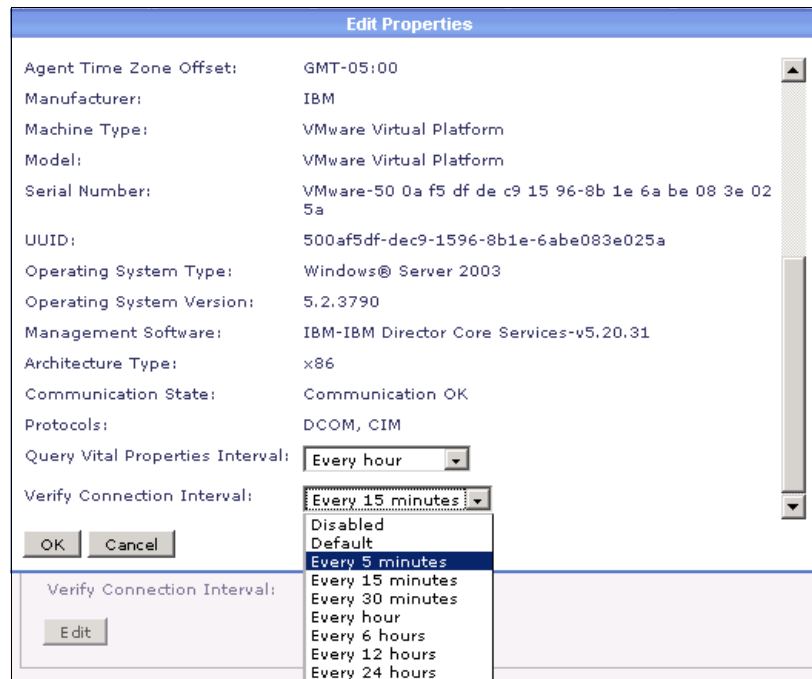 Edit Properties
Agent Time Zone Offset: GMT-05:00
Manufacturer: IBM
Machine Type: VMware Virtual Platform
Model: VMware Virtual Platform
Serial Number: VMware-50 0a f5 df de c9 15 96-8b 1e 6a be 08 3e 02
5a
UUID: 500af5df-dec9-1596-8b1e-6abe083e025a
Operating System Type: Windows® Server 2003
Operating System Version: 5.2.3790
Management Software: IBM-IBM Director Core Services-v5.20.31
Architecture Type: x86
Communication State: Communication OK
Protocols: DCOM, CIM
Query Vital Properties Interval: Every hour
Verify Connection Interval: Every 15 minutes
Disabled
Default
Every 5 minutes
Every 15 minutes
Every 30 minutes
Every hour
Every 6 hours
Every 12 hours
Every 24 hours
OK Cancel
Verify Connection Interval:
Edit